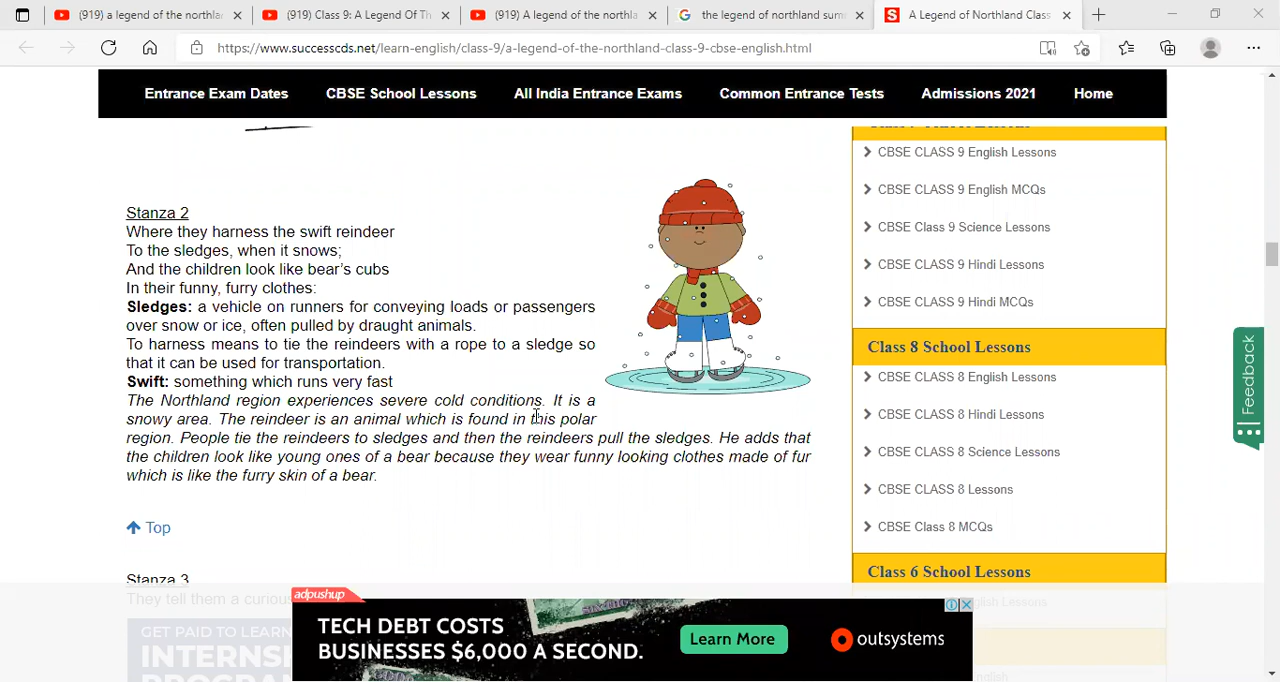 (919) a legend of the northla
(919) Class 9: A Legend Of Th
(919) A legend of the northla
the legend of northland sum
A Legend of Northland Class
https://www.successcds.net/learn-english/class-9/a-legend-of-the-northland-class-9-cbse-english.html
Entrance Exam Dates
CBSE School Lessons
All India Entrance Exams
Common Entrance Tests
Admissions 2021
Home
Stanza 2
Where they harness the swift reindeer
To the sledges, when it snows;
And the children look like bear's cubs
In their funny, furry clothes:
Sledges: a vehicle on runners for conveying loads or passengers
over snow or ice, often pulled by draught animals.
To harness means to tie the reindeers with a rope to a sledge so
that it can be used for transportation.
Swift: something which runs very fast
The Northland region experiences severe cold conditions. It is a
snowy area. The reindeer is an animal which is found in this polar
region. People tie the reindeers to sledges and then the reindeers pull the sledges. He adds that
the children look like young ones of a bear because they wear funny looking clothes made of fur
which is like the furry skin of a bear.
Top
Stanza 3
They tell them a curious
GET PAID TO LEARN
INTERNS
CBSE CLASS 9 English Lessons
CBSE CLASS 9 English MCQs
CBSE Class 9 Science Lessons
CBSE CLASS 9 Hindi Lessons
CBSE CLASS 9 Hindi MCQs
Class 8 School Lessons
CBSE CLASS 8 English Lessons
CBSE CLASS 8 Hindi Lessons
CBSE CLASS 8 Science Lessons
CBSE CLASS 8 Lessons
CBSE Class 8 MCQs
Class 6 School Lessons
Lessons
Feedback
adpushup
TECH DEBT COSTS
BUSINESSES $6,000 A SECOND.
Learn More
outsystems